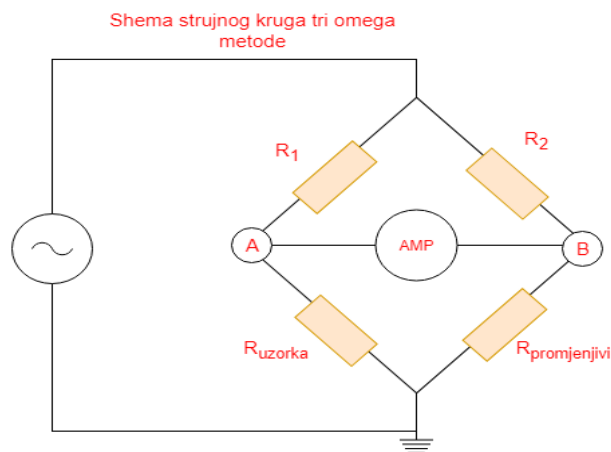 Shema strujnog kruga tri omega
metode
R1
R2
A
AMP
B
Ruzorka
Rpromjenjivi